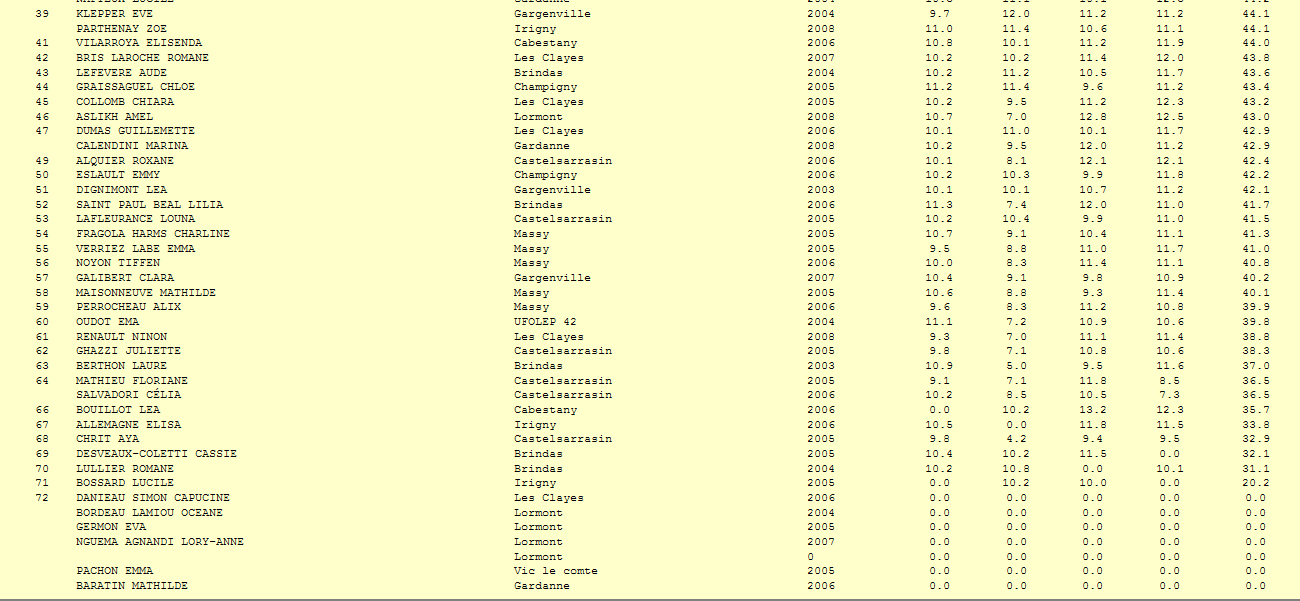 39 KLEPPER EVE Gargenville 2004 9.7 12.0 11.2 11.2 44.1
PARTHENAY ZOE Irigny 2008 11.0 11.4 10.6 11.1 44.1
41 VILARROYA ELISENDA Cabestany 2006 10.8 10.1 11.2 11.9 44.0
42 BRIS LAROCHE ROMANE Les Clayes 2007 10.2 10.2 11.4 12.0 43.8
43 LEFEVERE AUDE Brindas 2004 10.2 11.2 10.5 11.7 43.6
44 GRAISSAGUEL CHLOE Champigny 2005 11.2 11.4 9.6 11.2 43.4
45 COLLOMB CHIARA Les Clayes 2005 10.2 9.5 11.2 12.3 43.2
46 ASLIKH AMEL Lormont 2008 10.7 7.0 12.8 12.5 43.0
47 DUMAS GUILLEMETTE Les Clayes 2006 10.1 11.0 10.1 11.7 42.9
CALENDINI MARINA Gardanne 2008 10.2 9.5 12.0 11.2 42.9
49 ALQUIER ROXANE Castelsarrasin 2006 10.1 8.1 12.1 12.1 42.4
50 ESLAULT EMMY Champigny 2006 10.2 10.3 9.9 11.8 42.2
51 DIGNIMONT LEA Gargenville 2003 10.1 10.1 10.7 11.2 42.1
52 SAINT PAUL BEAL LILIA Brindas 2006 11.3 7.4 12.0 11.0 41.7
53 LAFLEURANCE LOUNA Castelsarrasin 2005 10.2 10.4 9.9 11.0 41.5
54 FRAGOLA HARMS CHARLINE Massy 2005 10.7 9.1 10.4 11.1 41.3
55 VERRIEZ LABE EMMA Massy 2005 9.5 8.8 11.0 11.7 41.0
56 NOYON TIFFEN Massy 2006 10.0 8.3 11.4 11.1 40.8
57 GALIBERT CLARA Gargenville 2007 10.4 9.1 9.8 10.9 40.2
58 MAISONNEUVE MATHILDE Massy 2005 10.6 8.8 9.3 11.4 40.1
59 PERROCHEAU ALIX Massy 2006 9.6 8.3 11.2 10.8 39.9
60 OUDOT EMA UFOLEP 42 2004 11.1 7.2 10.9 10.6 39.8
61 RENAULT NINON Les Clayes 2008 9.3 7.0 11.1 11.4 38.8
62 GHAZZI JULIETTE Castelsarrasin 2005 9.8 7.1 10.8 10.6 38.3
63 BERTHON LAURE Brindas 2003 10.9 5.0 9.5 11.6 37.0
64 MATHIEU FLORIANE Castelsarrasin 2005 9.1 7.1 11.8 8.5 36.5
SALVADORI CÉLIA Castelsarrasin 2006 10.2 8.5 10.5 7.3 36.5
66 BOUILLOT LEA Cabestany 2006 0.0 10.2 13.2 12.3 35.7
67 ALLEMAGNE ELISA Irigny 2006 10.5 0.0 11.8 11.5 33.8
68 CHRIT AYA Castelsarrasin 2005 9.8 4.2 9.4 9.5 32.9
69 DESVEAUX-COLETTI CASSIE Brindas 2005 10.4 10.2 11.5 0.0 32.1
70 LULLIER ROMANE Brindas 2004 10.2 10.8 0.0 10.1 31.1
71 BOSSARD LUCILE Irigny 2005 0.0 10.2 10.0 0.0 20.2
72 DANIEAU SIMON CAPUCINE Les Clayes 2006 0.0 0.0 0.0 0.0 0.0
BORDEAU LAMIOU OCEANE Lormont 2004 0.0 0.0 0.0 0.0 0.0
GERMON EVA Lormont 2005 0.0 0.0 0.0 0.0 0.0
NGUEMA AGNANDI LORY-ANNE Lormont 2007 0.0 0.0 0.0 0.0 0.0
Lormont 0 0.0 0.0 0.0 0.0 0.0
PACHON EMMA Vic le comte 2005 0.0 0.0 0.0 0.0 0.0
BARATIN MATHILDE Gardanne 2006 0.0 0.0 0.0 0.0 0.0